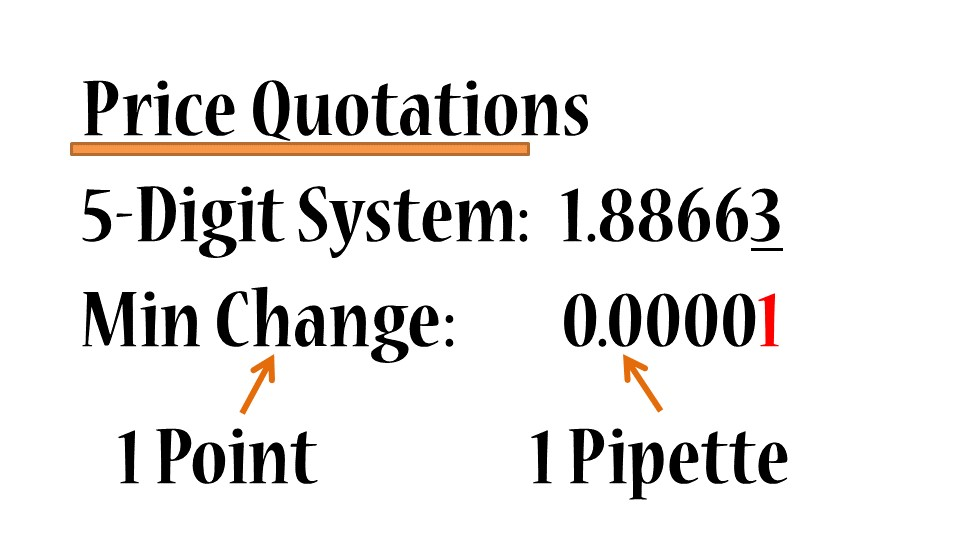 Price Quotations
5-Digit System: 1.88663
Min Change: 0.00001
1 Point 1 Pipette